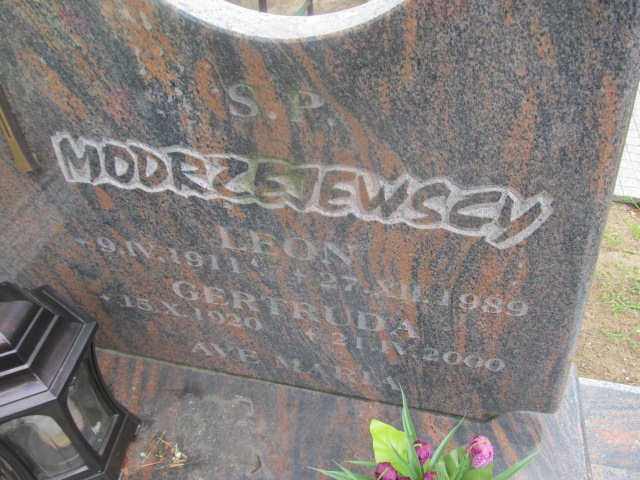 S.P.
MODRZEJEWSCY
LEON
*9.IV.1911 +27.XII.1989
GERTRUDA
*15.X.1920 +21.IV.2000
AVE MARIA